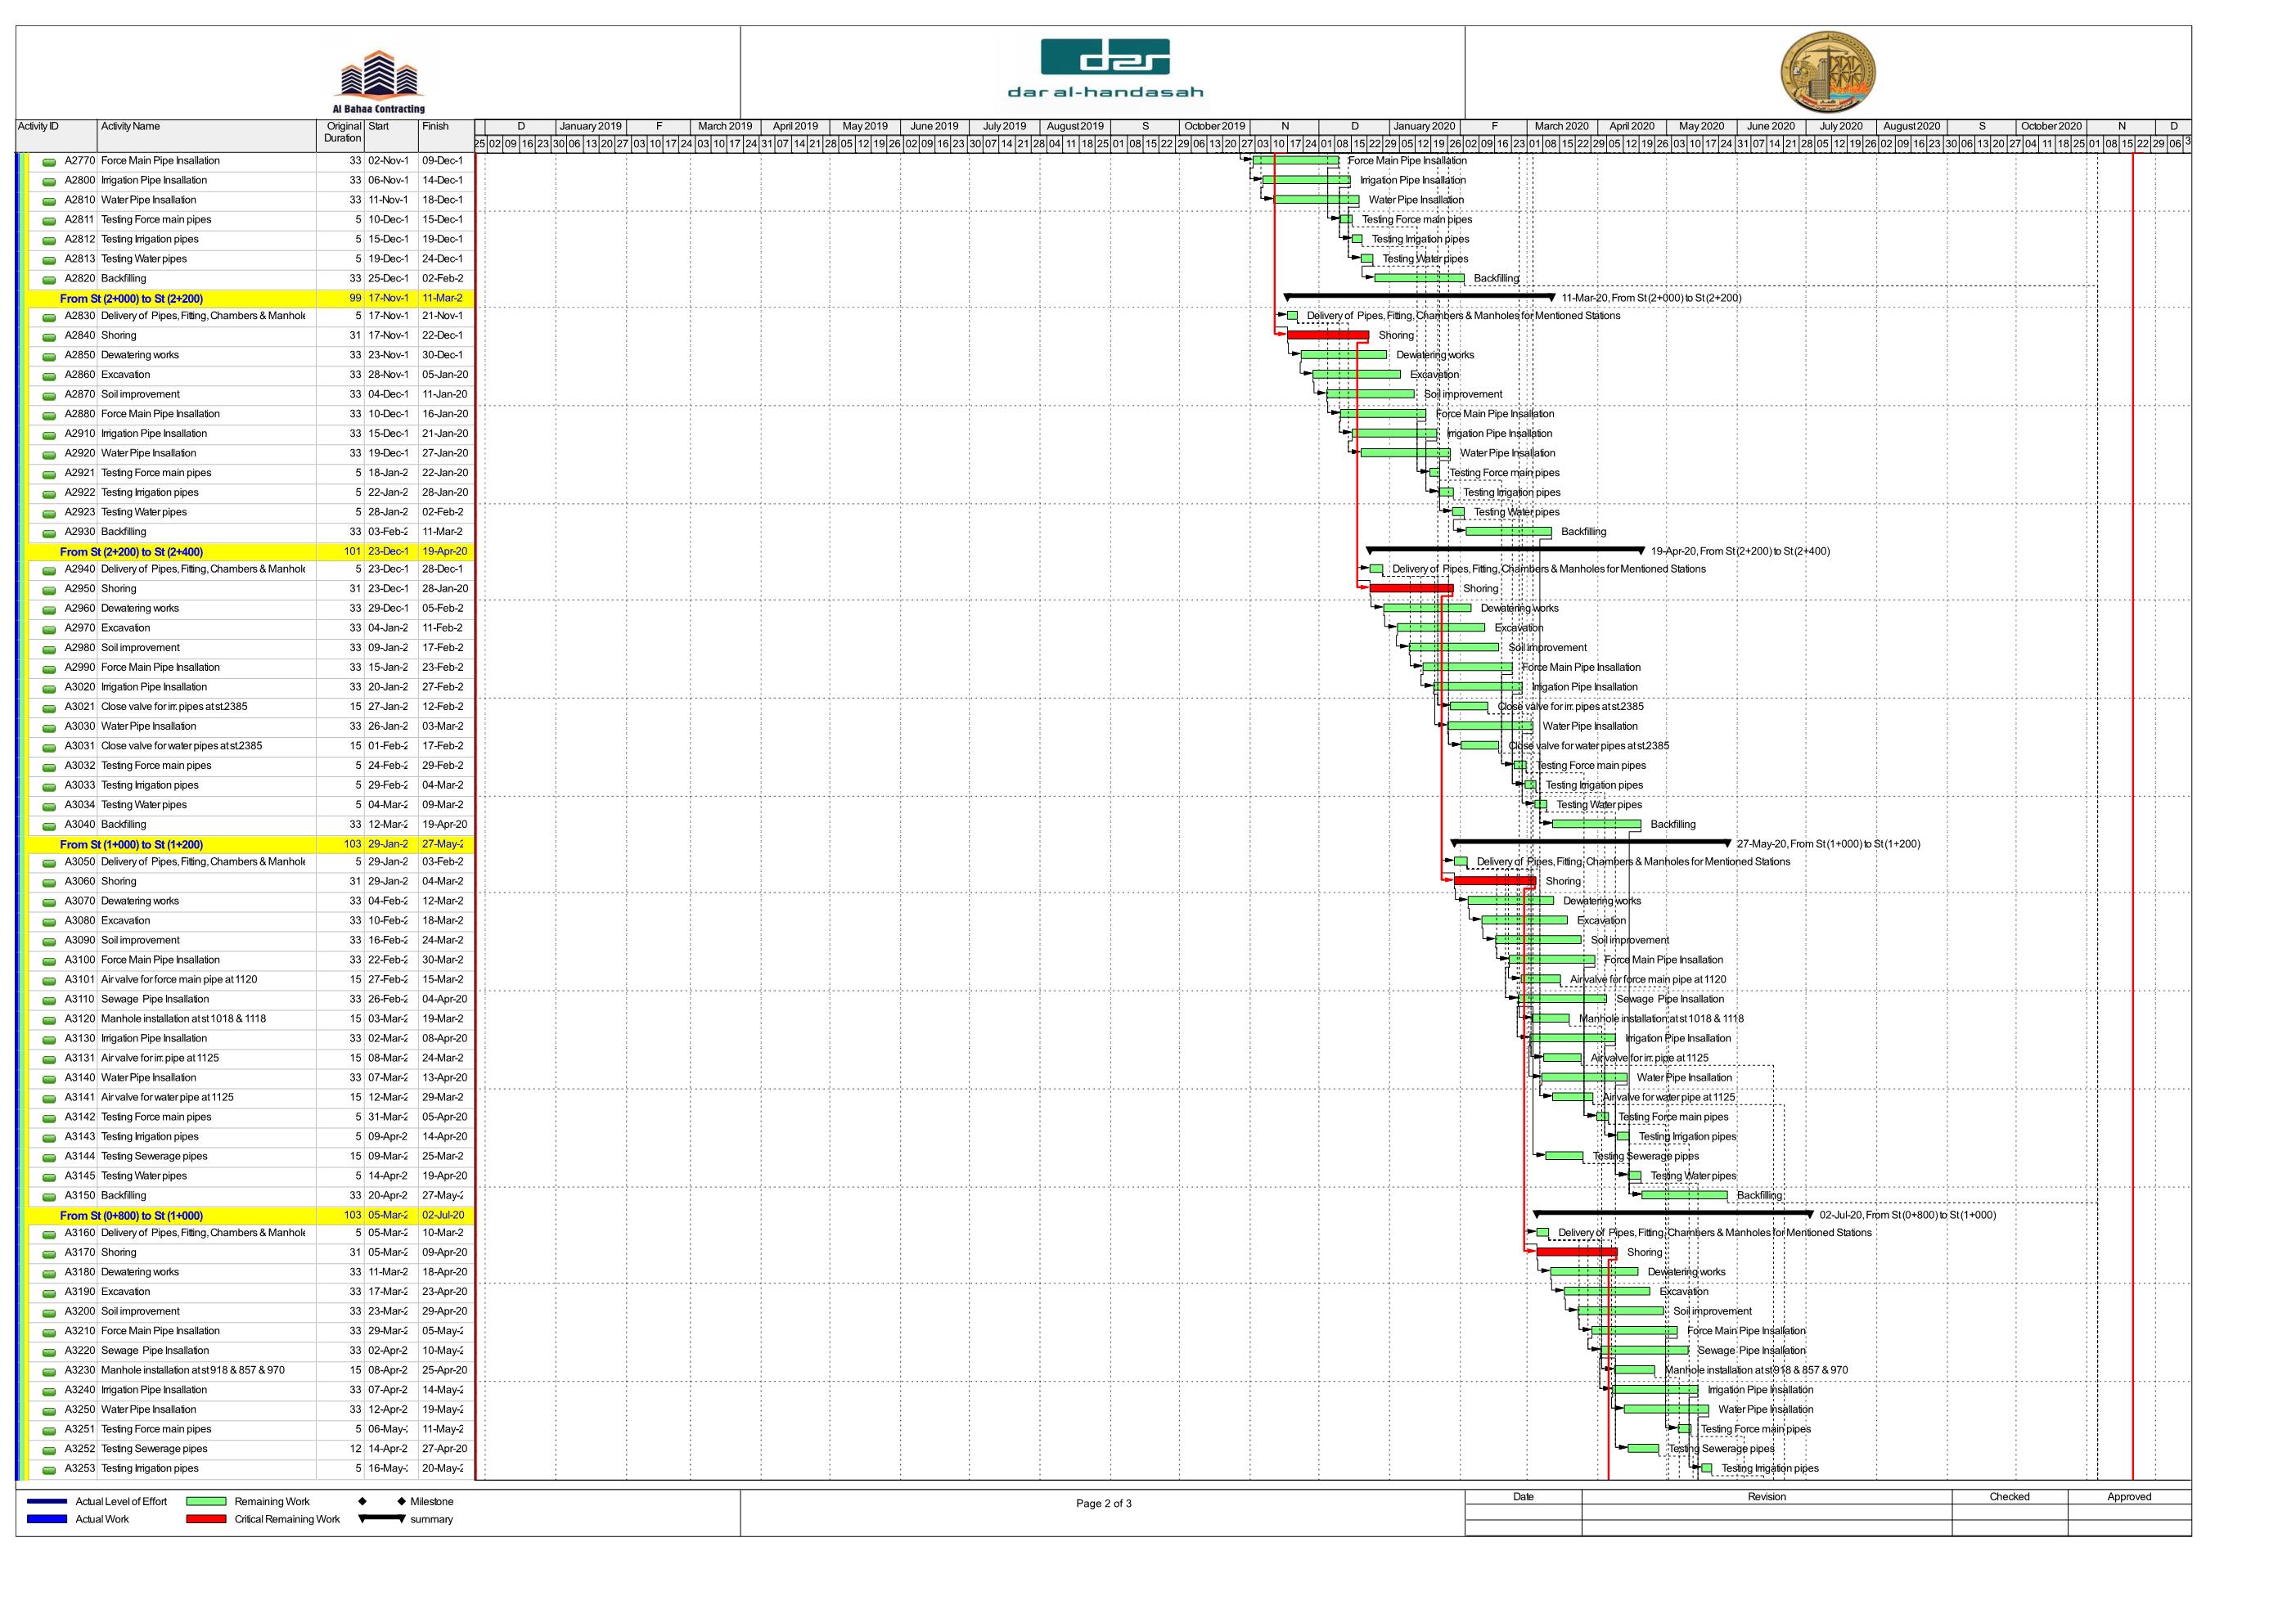 Al Bahaa Contracting
dar
dar al-handasah
Activity ID Activity Name Original Duration Start Finish
D January 2019 F March 2019 April 2019 May 2019 June 2019 July 2019 August 2019 S October 2019 N D January 2020 F March 2020 April 2020 May 2020 June 2020 July 2020 August 2020 S October 2020 N D
25 02 09 16 23 30 06 13 20 27 03 10 17 24 03 10 17 24 31 07 14 21 28 05 12 19 26 02 09 16 23 30 07 14 21 28 04 11 18 25 01 08 15 22 29 06 13 20 27 03 10 17 24 01 08 15 22 29 05 12 19 26 02 09 16 23 01 08 15 22 29 05 12 19 26 03 10 17 24 31 07 14 21 28 05 12 19 26 02 09 16 23 30 06 13 20 27 04 11 18 25 01 08 15 22 29 06
A2770 Force Main Pipe Insallation 33 02-Nov-1 09-Dec-1 Force Main Pipe Insallation
A2800 Irrigation Pipe Insallation 33 06-Nov-1 14-Dec-1 Irrigation Pipe Insallation
A2810 Water Pipe Insallation 33 11-Nov-1 18-Dec-1 Water Pipe Insallation
A2811 Testing Force main pipes 5 10-Dec-1 15-Dec-1 Testing Force main pipes
A2812 Testing Irrigation pipes 5 15-Dec-1 19-Dec-1 Testing Irrigation pipes
A2813 Testing Water pipes 5 19-Dec-1 24-Dec-1 Testing Water pipes
A2820 Backfilling 33 25-Dec-1 02-Feb-2 Backfilling
From St (2+000) to St (2+200) 99 17-Nov-1 11-Mar-2 11-Mar-20, From St (2+000) to St (2+200)
A2830 Delivery of Pipes, Fitting, Chambers & Manhole 5 17-Nov-1 21-Nov-1 Delivery of Pipes, Fitting, Chambers & Manholes for Mentioned Stations
A2840 Shoring 31 17-Nov-1 22-Dec-1 Shoring
A2850 Dewatering works 33 23-Nov-1 30-Dec-1 Dewatering works
A2860 Excavation 33 28-Nov-1 05-Jan-20 Excavation
A2870 Soil improvement 33 04-Dec-1 11-Jan-20 Soil improvement
A2880 Force Main Pipe Insallation 33 10-Dec-1 16-Jan-20 Force Main Pipe Insallation
A2910 Irrigation Pipe Insallation 33 15-Dec-1 21-Jan-20 Irrigation Pipe Insallation
A2920 Water Pipe Insallation 33 19-Dec-1 27-Jan-20 Water Pipe Insallation
A2921 Testing Force main pipes 5 18-Jan-2 22-Jan-20 Testing Force main pipes
A2922 Testing Irrigation pipes 5 22-Jan-2 28-Jan-20 Testing Irrigation pipes
A2923 Testing Water pipes 5 28-Jan-2 02-Feb-2 Testing Water pipes
A2930 Backfilling 33 03-Feb-2 11-Mar-2 Backfilling
From St (2+200) to St (2+400) 101 23-Dec-1 19-Apr-20 19-Apr-20, From St (2+200) to St (2+400)
A2940 Delivery of Pipes, Fitting, Chambers & Manhole 5 23-Dec-1 28-Dec-1 Delivery of Pipes, Fitting, Chambers & Manholes for Mentioned Stations
A2950 Shoring 31 23-Dec-1 28-Jan-20 Shoring
A2960 Dewatering works 33 29-Dec-1 05-Feb-2 Dewatering works
A2970 Excavation 33 04-Jan-2 11-Feb-2 Excavation
A2980 Soil improvement 33 09-Jan-2 17-Feb-2 Soil improvement
A2990 Force Main Pipe Insallation 33 15-Jan-2 23-Feb-2 Force Main Pipe Insallation
A3020 Irrigation Pipe Insallation 33 20-Jan-2 27-Feb-2 Irrigation Pipe Insallation
A3021 Close valve for irr. pipes at st.2385 15 27-Jan-2 12-Feb-2 Close valve for irr. pipes at st.2385
A3030 Water Pipe Insallation 33 26-Jan-2 03-Mar-2 Water Pipe Insallation
A3031 Close valve for water pipes at st.2385 15 01-Feb-2 17-Feb-2 Close valve for water pipes at st.2385
A3032 Testing Force main pipes 5 24-Feb-2 29-Feb-2 Testing Force main pipes
A3033 Testing Irrigation pipes 5 29-Feb-2 04-Mar-2 Testing Irrigation pipes
A3034 Testing Water pipes 5 04-Mar-2 09-Mar-2 Testing Water pipes
A3040 Backfilling 33 12-Mar-2 19-Apr-20 Backfilling
From St (1+000) to St (1+200) 103 29-Jan-2 27-May-2 27-May-20, From St (1+000) to St (1+200)
A3050 Delivery of Pipes, Fitting, Chambers & Manhole 5 29-Jan-2 03-Feb-2 Delivery of Pipes, Fitting, Chambers & Manholes for Mentioned Stations
A3060 Shoring 31 29-Jan-2 04-Mar-2 Shoring
A3070 Dewatering works 33 04-Feb-2 12-Mar-2 Dewatering works
A3080 Excavation 33 10-Feb-2 18-Mar-2 Excavation
A3090 Soil improvement 33 16-Feb-2 24-Mar-2 Soil improvement
A3100 Force Main Pipe Insallation 33 22-Feb-2 30-Mar-2 Force Main Pipe Insallation
A3101 Air valve for force main pipe at 1120 15 27-Feb-2 15-Mar-2 Air valve for force main pipe at 1120
A3110 Sewage Pipe Insallation 33 26-Feb-2 04-Apr-20 Sewage Pipe Insallation
A3120 Manhole installation at st 1018 & 1118 15 03-Mar-2 19-Mar-2 Manhole installation at st 1018 & 1118
A3130 Irrigation Pipe Insallation 33 02-Mar-2 08-Apr-20 Irrigation Pipe Insallation
A3131 Air valve for irr. pipe at 1125 15 08-Mar-2 24-Mar-2 Air valve for irr. pipe at 1125
A3140 Water Pipe Insallation 33 07-Mar-2 13-Apr-20 Water Pipe Insallation
A3141 Air valve for water pipe at 1125 15 12-Mar-2 29-Mar-2 Air valve for water pipe at 1125
A3142 Testing Force main pipes 5 31-Mar-2 05-Apr-20 Testing Force main pipes
A3143 Testing Irrigation pipes 5 09-Apr-2 14-Apr-20 Testing Irrigation pipes
A3144 Testing Sewerage pipes 15 09-Mar-2 25-Mar-2 Testing Sewerage pipes
A3145 Testing Water pipes 5 14-Apr-2 19-Apr-20 Testing Water pipes
A3150 Backfilling 33 20-Apr-2 27-May-2 Backfilling
From St (0+800) to St (1+000) 103 05-Mar-2 02-Jul-20 02-Jul-20, From St (0+800) to St (1+000)
A3160 Delivery of Pipes, Fitting, Chambers & Manhole 5 05-Mar-2 10-Mar-2 Delivery of Pipes, Fitting, Chambers & Manholes for Mentioned Stations
A3170 Shoring 31 05-Mar-2 09-Apr-20 Shoring
A3180 Dewatering works 33 11-Mar-2 18-Apr-20 Dewatering works
A3190 Excavation 33 17-Mar-2 23-Apr-20 Excavation
A3200 Soil improvement 33 23-Mar-2 29-Apr-20 Soil improvement
A3210 Force Main Pipe Insallation 33 29-Mar-2 05-May-2 Force Main Pipe Insallation
A3220 Sewage Pipe Insallation 33 02-Apr-2 10-May-2 Sewage Pipe Insallation
A3230 Manhole installation at st 918 & 857 & 970 15 08-Apr-2 25-Apr-20 Manhole installation at st 918 & 857 & 970
A3240 Irrigation Pipe Insallation 33 07-Apr-2 14-May-2 Irrigation Pipe Insallation
A3250 Water Pipe Insallation 33 12-Apr-2 19-May-2 Water Pipe Insallation
A3251 Testing Force main pipes 5 06-May- 11-May-2 Testing Force main pipes
A3252 Testing Sewerage pipes 12 14-Apr-2 27-Apr-20 Testing Sewerage pipes
A3253 Testing Irrigation pipes 5 16-May- 20-May-2 Testing Irrigation pipes
Actual Level of Effort Remaining Work Milestone
Actual Work Critical Remaining Work summary
Page 2 of 3
Date Revision Checked Approved